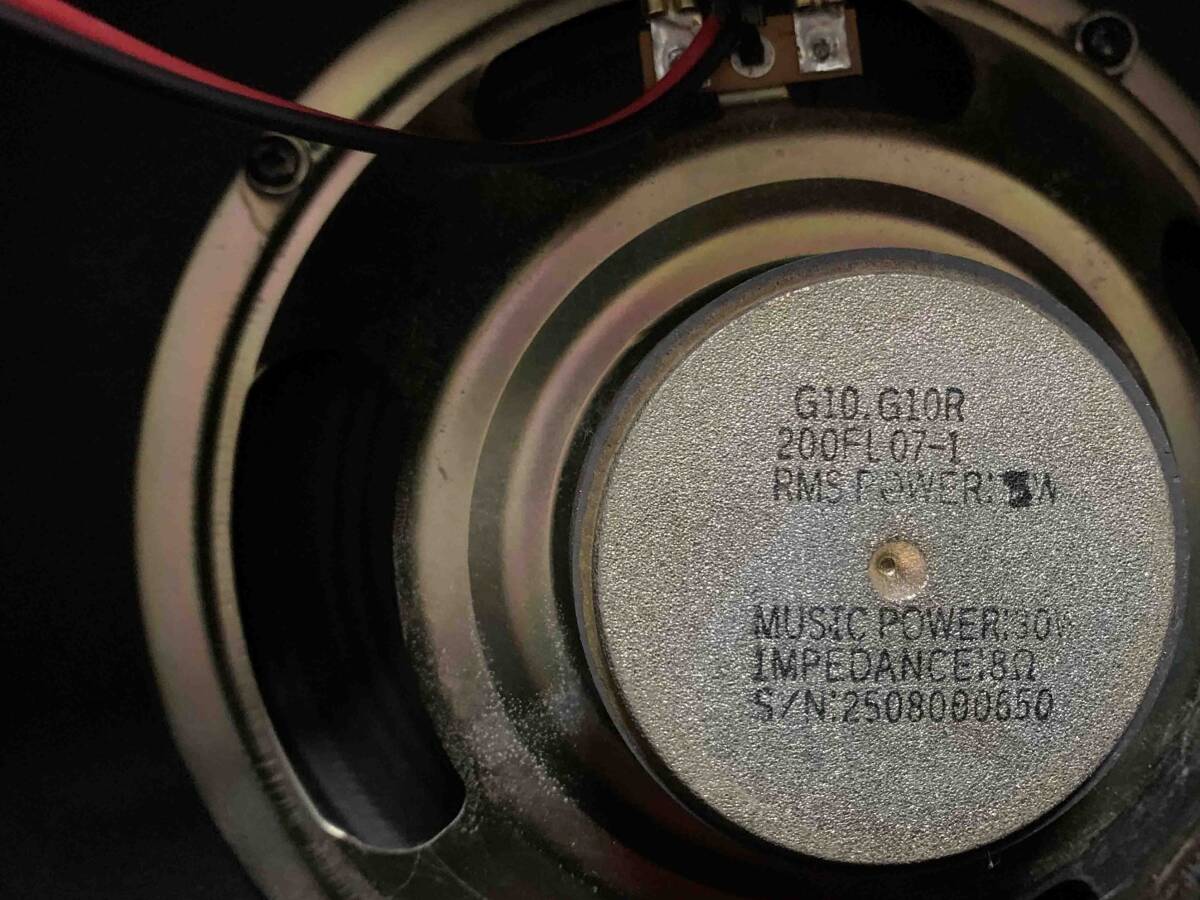 G10.G10R
200FL07-1
RMS POWER:
MUSIC POWER:30W
IMPEDANCE:8Ω
S/N:2508000650